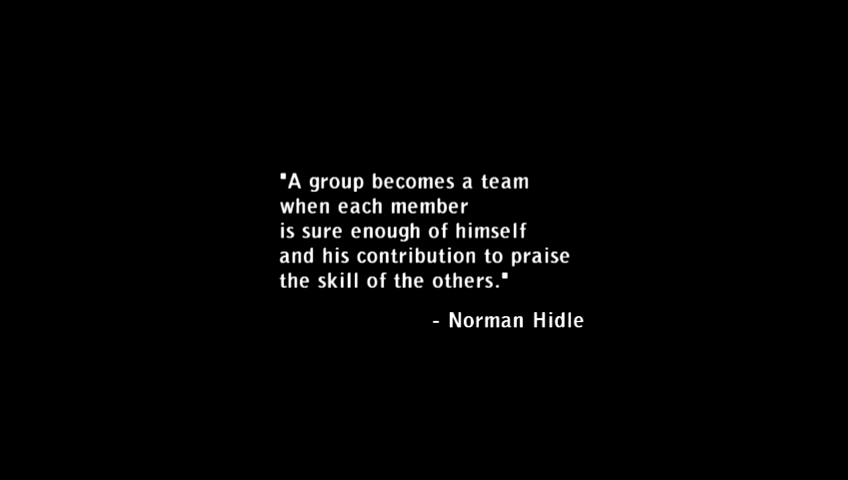 "A group becomes a team
when each member
is sure enough of himself
and his contribution to praise
the skill of the others."
- Norman Hidle